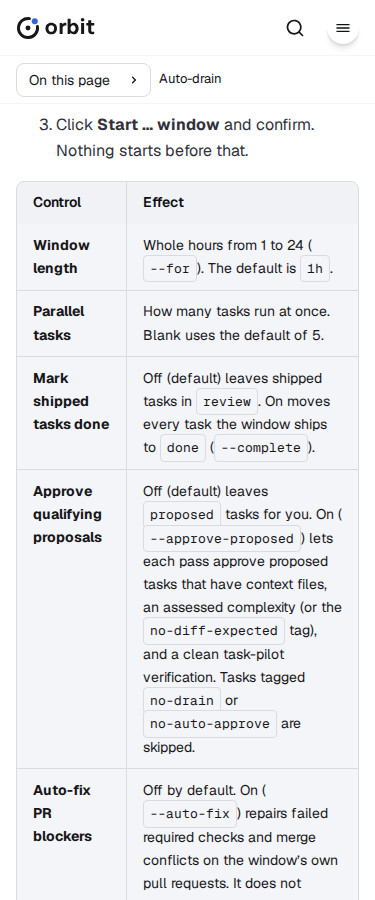 orbit
On this page
Auto-drain
3. Click Start … window and confirm.
Nothing starts before that.
Control
Effect
Window
length
Whole hours from 1 to 24 (
--for). The default is 1h.
Parallel
tasks
How many tasks run at once.
Blank uses the default of 5.
Mark
shipped
tasks done
Off (default) leaves shipped
tasks in review. On moves
every task the window ships
to done (--complete).
Approve
qualifying
proposals
Off (default) leaves
proposed tasks for you. On (
--approve-proposed) lets
each pass approve proposed
tasks that have context files,
an assessed complexity (or the
no-diff-expected tag),
and a clean task-pilot
verification. Tasks tagged
no-drain or
no-auto-approve are
skipped.
Auto-fix
PR
blockers
Off by default. On (
--auto-fix) repairs failed
required checks and merge
conflicts on the window's own
pull requests. It does not